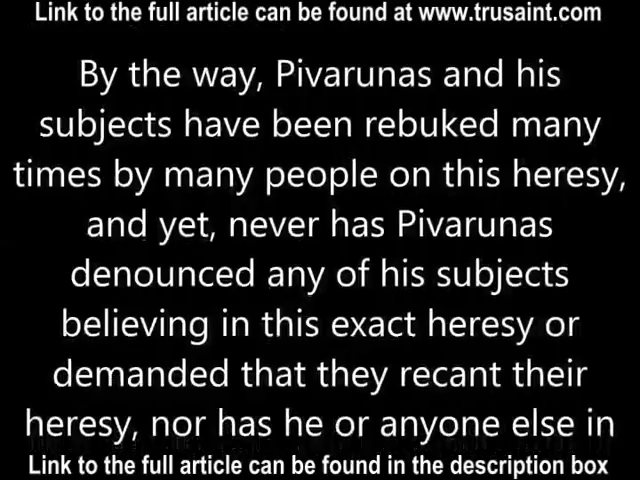 Link to the full article can be found at www.trusaint.com
By the way, Pivarunas and his
subjects have been rebuked many
times by many people on this heresy,
and yet, never has Pivarunas
denounced any of his subjects
believing in this exact heresy or
demanded that they recant their
heresy, nor has he or anyone else in
Link to the full article can be found in the description box